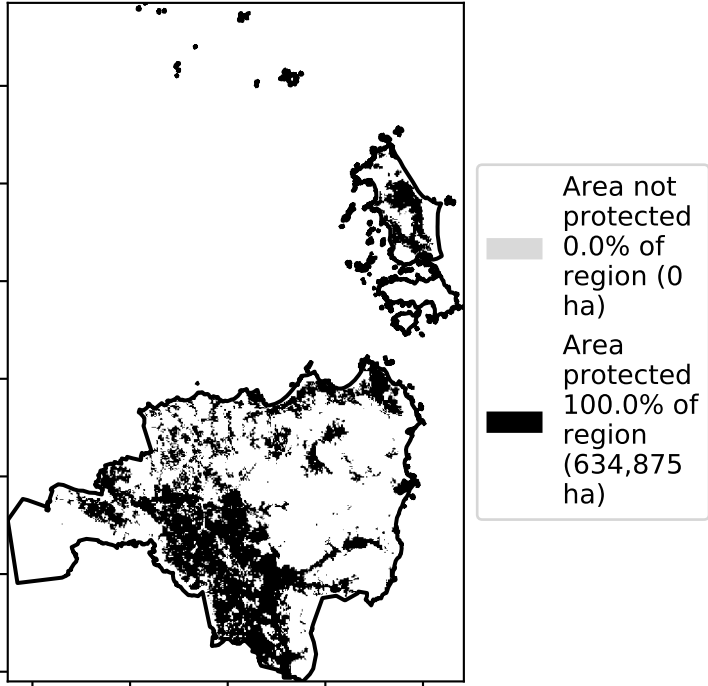 Area not
protected
0.0% of
region (0
ha)
Area
protected
100.0% of
region
(634,875
ha)